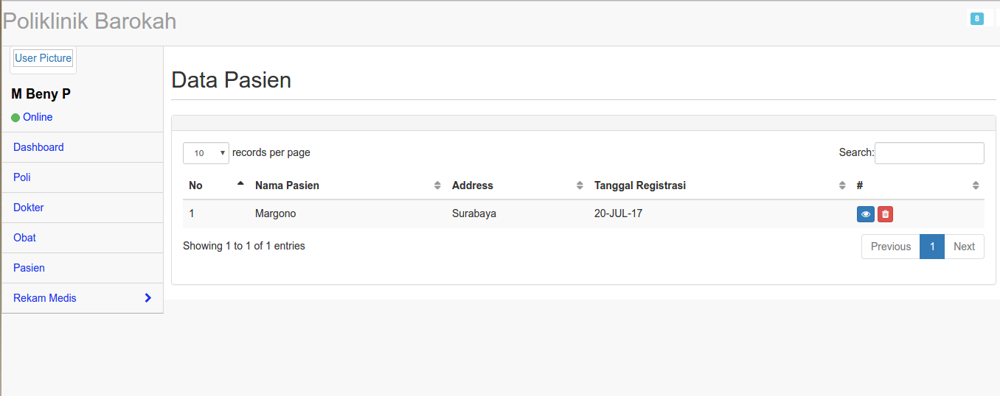 Poliklinik Barokah
8
User Picture
M Beny P
Online
Dashboard
Poli
Dokter
Obat
Pasien
Rekam Medis
Data Pasien
10 records per page
Search:
No Nama Pasien Address Tanggal Registrasi #
1 Margono Surabaya 20-JUL-17
Showing 1 to 1 of 1 entries
Previous 1 Next